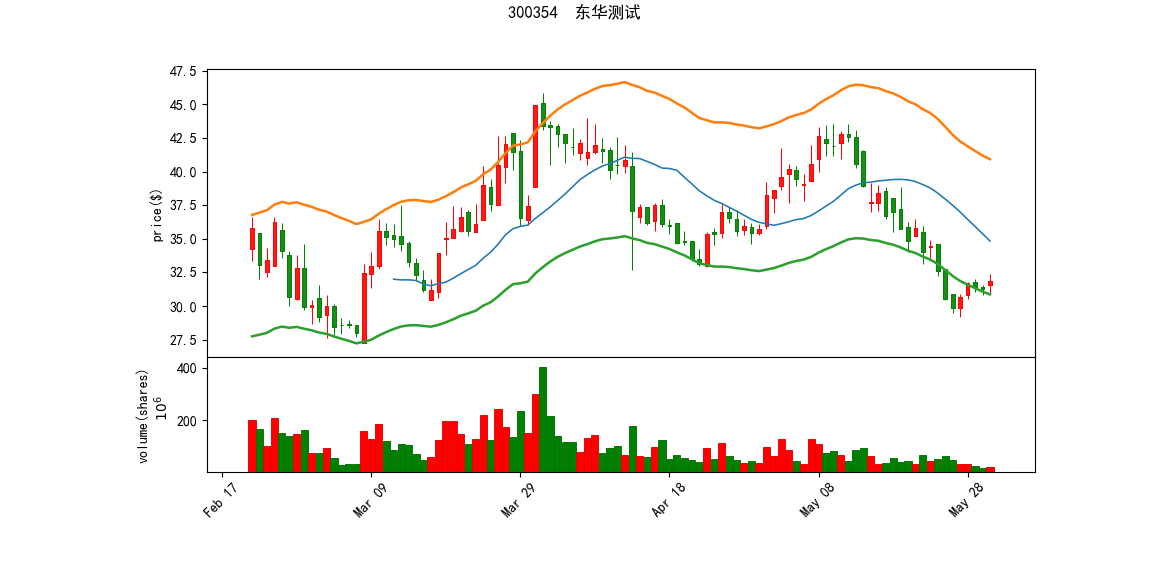 300354 东华测试
47.5
45.0
42.5
40.0
37.5
35.0
32.5
30.0
27.5
price($)
400
200
volume(shares)
10^6
Feb 17
Mar 09
Mar 29
Apr 18
May 08
May 28